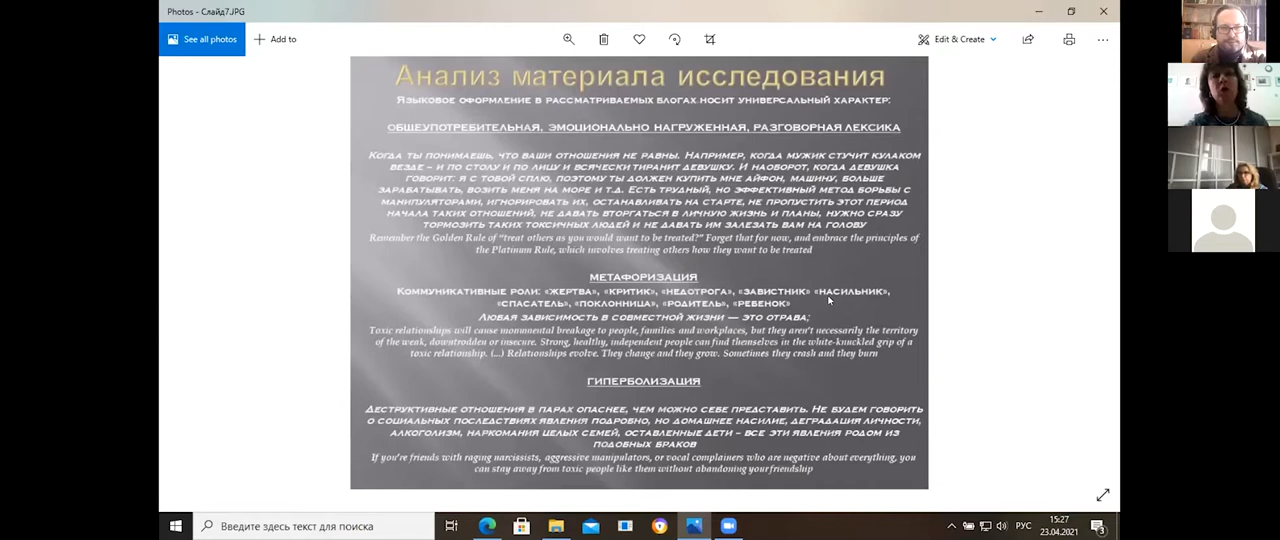 Photos - Слайд7.JPG
See all photos
Add to
Edit & Create
Анализ материала исследования
Языковое оформление в рассматриваемых блогах носит универсальный характер:
общеупотребительная, эмоционально нагруженная, разговорная лексика
Когда ты понимаешь, что ваши отношения не равны. Например, когда мужик стучит кулаком
везде – и по столу и по лицу и всячески тиранит девушку. И наоборот, когда девушка
говорит: я с тобой сплю, поэтому ты должен купить мне айфон, машину, больше
зарабатывать, возить меня на море и т.д. Есть трудный, но эффективный метод борьбы с
манипуляторами, игнорировать их, останавливать на старте, не пропустить этот период
начала таких отношений, не давать вторгаться в личную жизнь и планы, нужно сразу
тормозить таких токсичных людей и не давать им залезать вам на голову
Remember the Golden Rule of "treat others as you would want to be treated?" Forget that for now, and embrace the principles of
the Platinum Rule, which involves treating others how they want to be treated
Метафоризация
Коммуникативные роли: «жертва», «критик», «недотрога», «завистник» «насильник»,
«спасатель», «поклонница», «родитель», «ребенок»
Любая зависимость в совместной жизни — это отрава;
Toxic relationships will cause monumental breakage to people, families and workplaces, but they aren't necessarily the territory
of the weak, downtrodden or insecure. Strong, healthy, independent people can find themselves in the white-knuckled grip of a
toxic relationship. (...) Relationships evolve. They change and they grow. Sometimes they crash and they burn
Гиперболизация
Деструктивные отношения в парах опаснее, чем можно себе представить. Не будем говорить
о социальных последствиях явления подробно, но домашнее насилие, деградация личности,
алкоголизм, наркомания целых семей, оставленные дети – все эти явления родом из
подобных браков
If you're friends with raging narcissists, aggressive manipulators, or vocal complainers who are negative about everything, you
can stay away from toxic people like them without abandoning your friendship
Введите здесь текст для поиска
РУС
15:27
23.04.2021
3